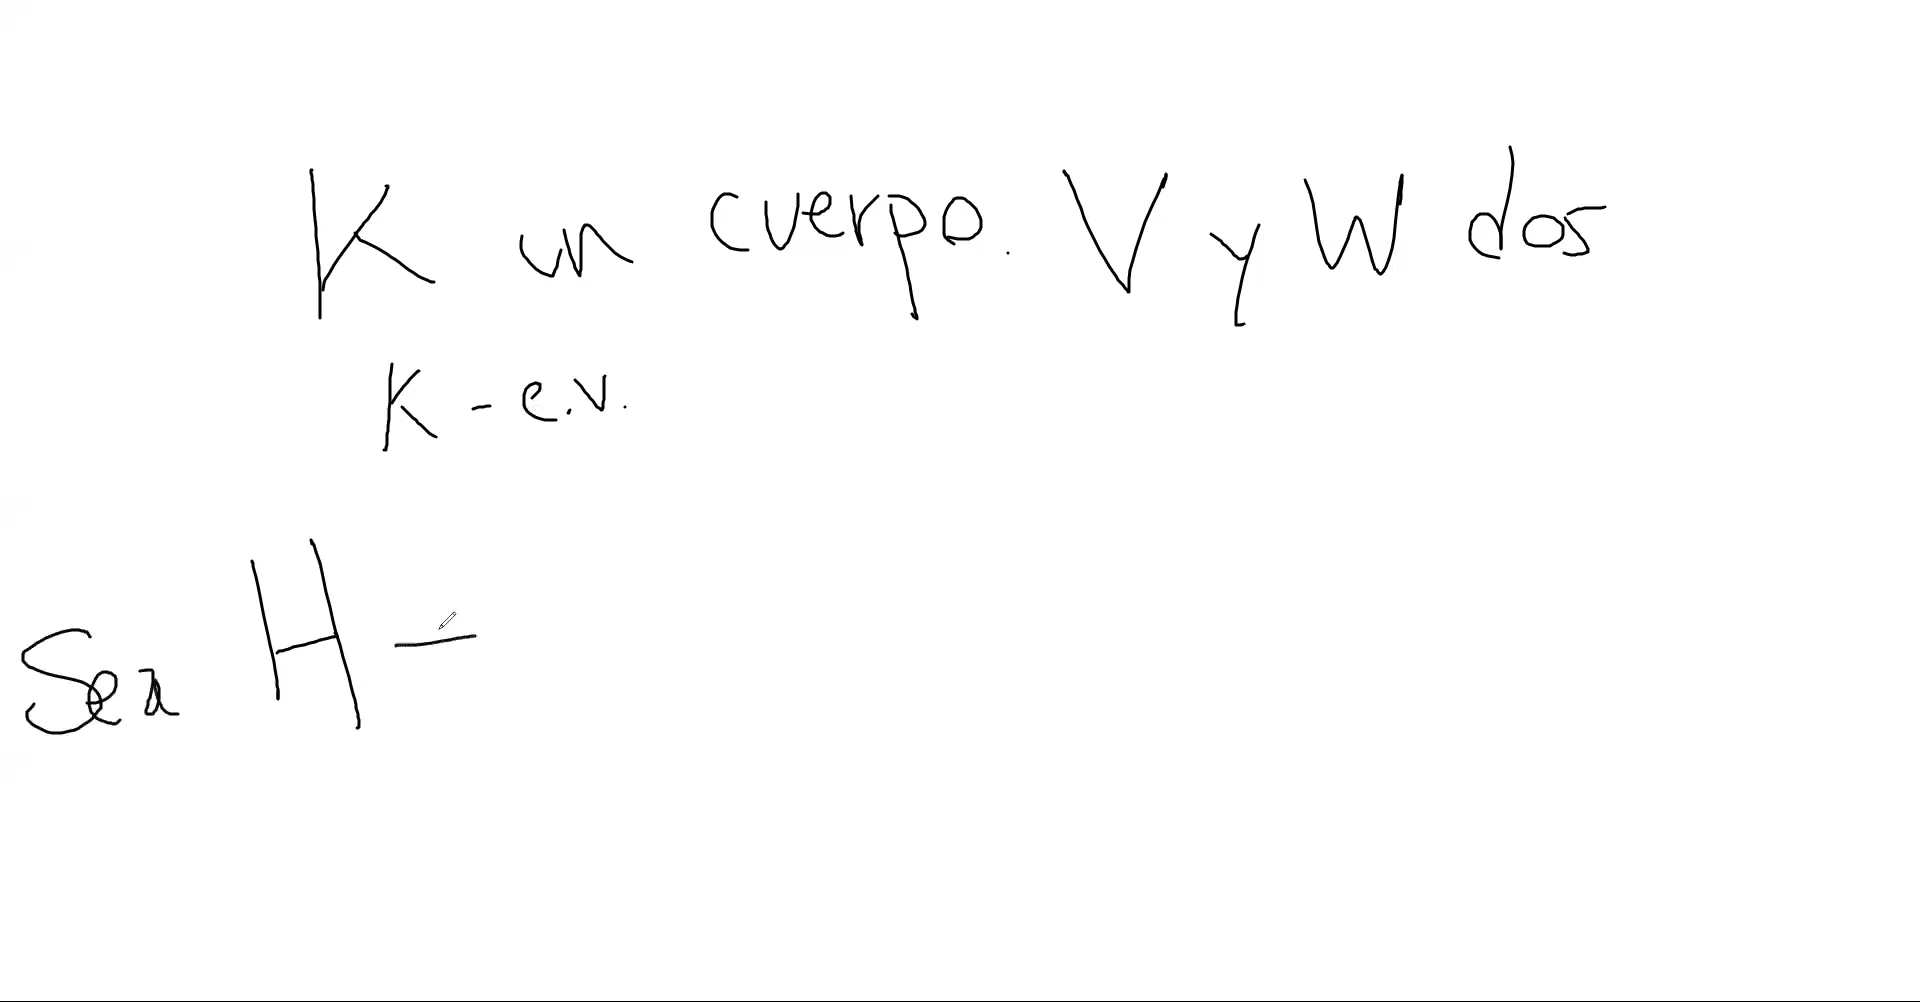 K un cuerpo. V y W dos
K - e.v.
Sea H —